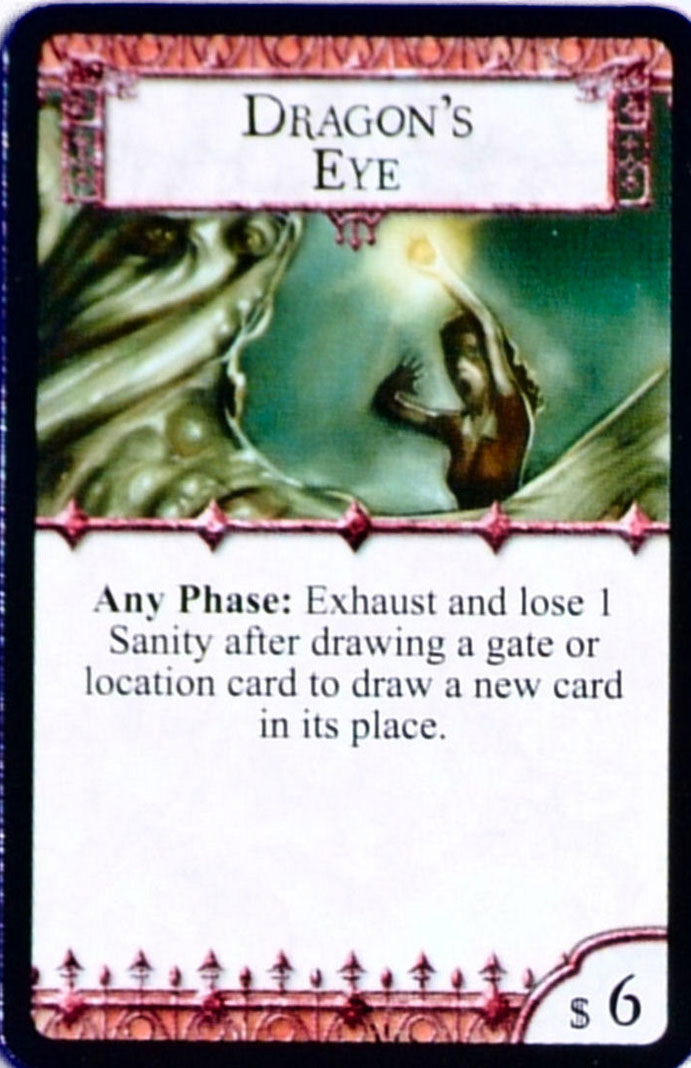 DRAGON'S
EYE
Any Phase: Exhaust and lose 1
Sanity after drawing a gate or
location card to draw a new card
in its place.
$ 6